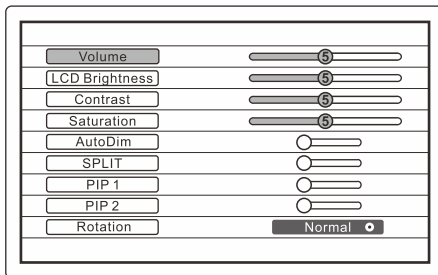 Volume 5
LCD Brightness 5
Contrast 5
Saturation 5
AutoDim
SPLIT
PIP 1
PIP 2
Rotation Normal